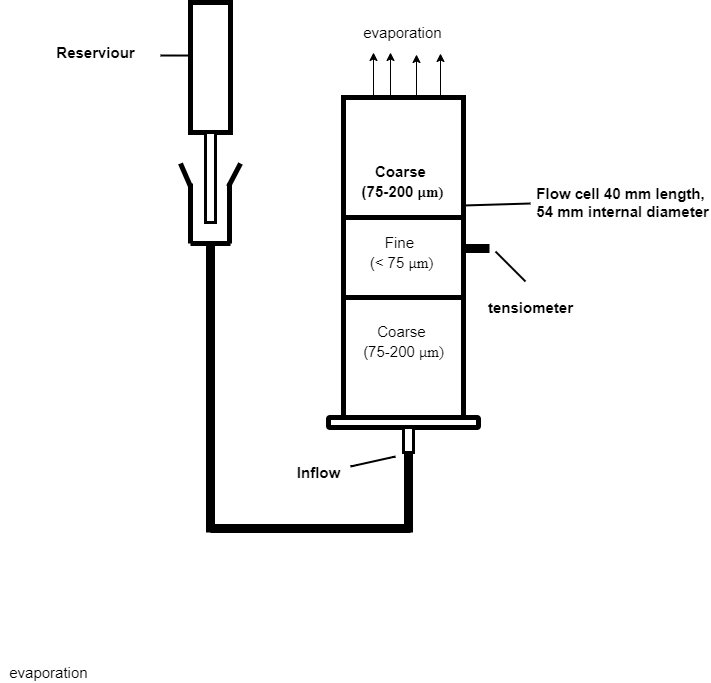 evaporation
Reserviour
Coarse
(75-200 μm)
Flow cell 40 mm length,
54 mm internal diameter
Fine
(< 75 μm)
tensiometer
Coarse
(75-200 μm)
Inflow
evaporation